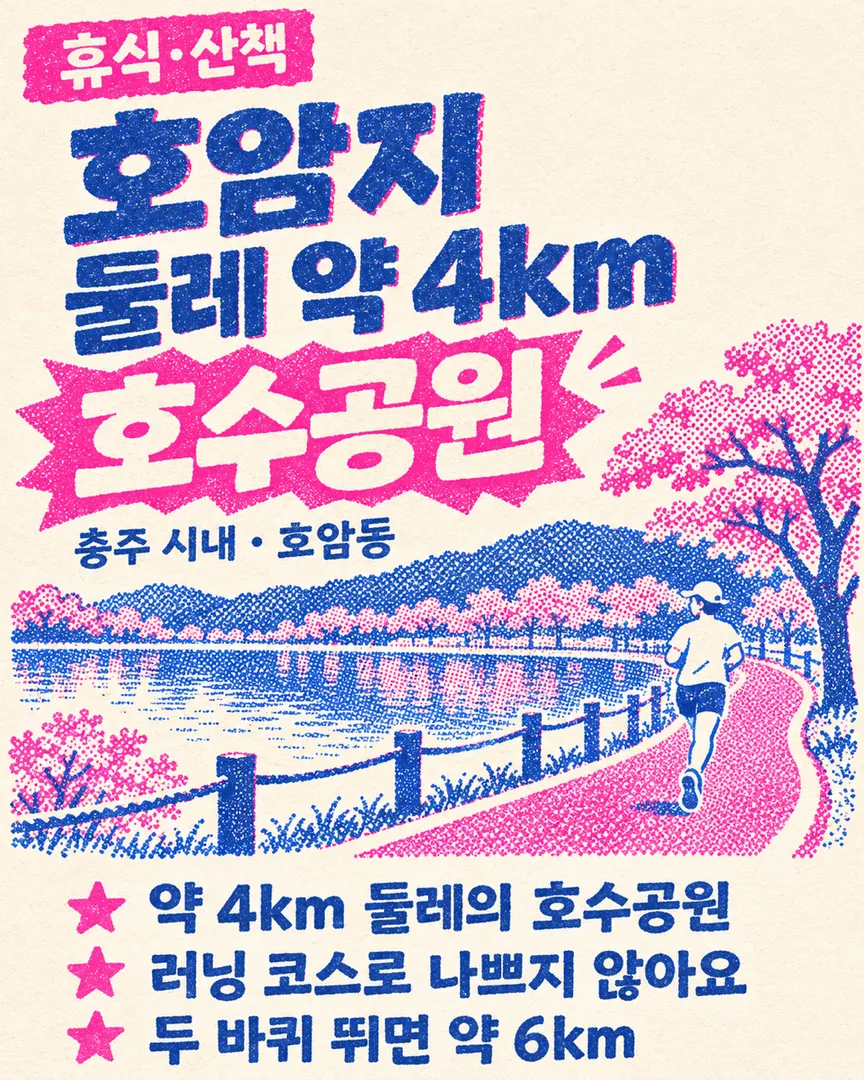 휴식·산책
호암지
둘레 약 4km
호수공원
충주 시내 · 호암동
약 4km 둘레의 호수공원
러닝 코스로 나쁘지 않아요
두 바퀴 뛰면 약 6km